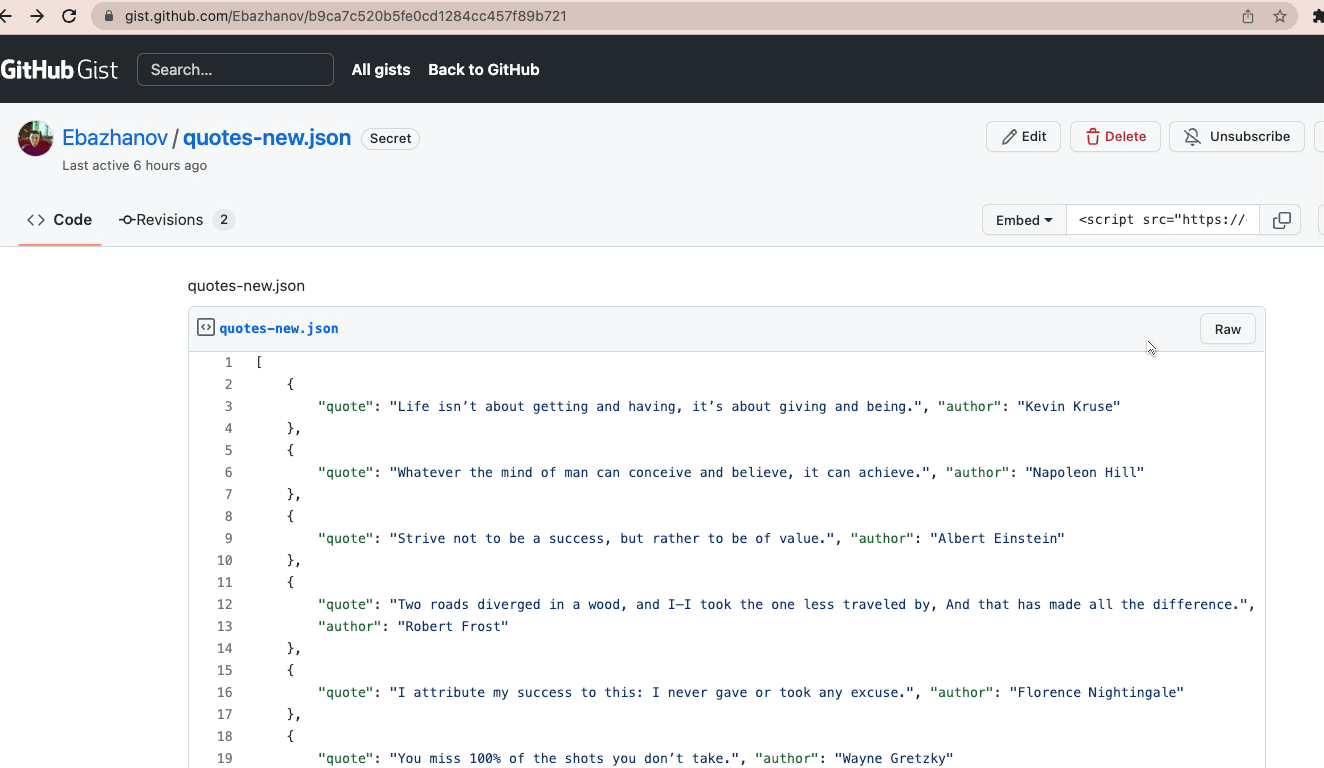 gist.github.com/Ebazhanov/b9ca7c520b5fe0cd1284cc457f89b721
GitHub Gist Search... All gists Back to GitHub
Ebazhanov / quotes-new.json Secret
Edit Delete Unsubscribe
Last active 6 hours ago
<> Code Revisions 2
Embed <script src="https://
quotes-new.json
quotes-new.json Raw
1 [
2 {
3 "quote": "Life isn’t about getting and having, it’s about giving and being.", "author": "Kevin Kruse"
4 },
5 {
6 "quote": "Whatever the mind of man can conceive and believe, it can achieve.", "author": "Napoleon Hill"
7 },
8 {
9 "quote": "Strive not to be a success, but rather to be of value.", "author": "Albert Einstein"
10 },
11 {
12 "quote": "Two roads diverged in a wood, and I—I took the one less traveled by, And that has made all the difference.",
13 "author": "Robert Frost"
14 },
15 {
16 "quote": "I attribute my success to this: I never gave or took any excuse.", "author": "Florence Nightingale"
17 },
18 {
19 "quote": "You miss 100% of the shots you don’t take.", "author": "Wayne Gretzky"